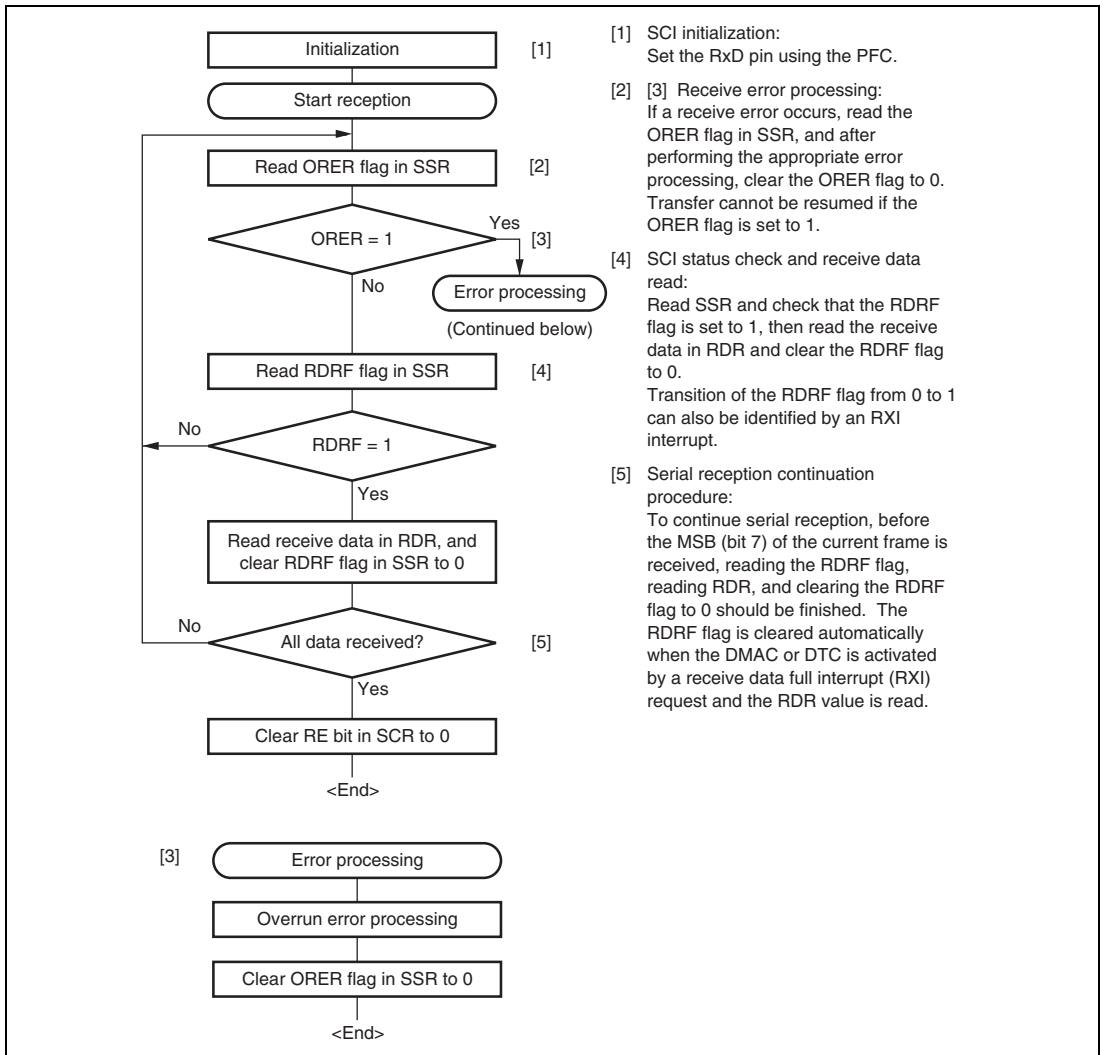 Initialization
[1]
Start reception
Read ORER flag in SSR
[2]
ORER = 1
Yes
[3]
No
Error processing
(Continued below)
Read RDRF flag in SSR
[4]
No
RDRF = 1
Yes
Read receive data in RDR, and
clear RDRF flag in SSR to 0
No
All data received?
[5]
Yes
Clear RE bit in SCR to 0
<End>
[3]
Error processing
Overrun error processing
Clear ORER flag in SSR to 0
<End>
[1] SCI initialization:
Set the RxD pin using the PFC.
[2] [3] Receive error processing:
If a receive error occurs, read the
ORER flag in SSR, and after
performing the appropriate error
processing, clear the ORER flag to 0.
Transfer cannot be resumed if the
ORER flag is set to 1.
[4] SCI status check and receive data
read:
Read SSR and check that the RDRF
flag is set to 1, then read the receive
data in RDR and clear the RDRF flag
to 0.
Transition of the RDRF flag from 0 to 1
can also be identified by an RXI
interrupt.
[5] Serial reception continuation
procedure:
To continue serial reception, before
the MSB (bit 7) of the current frame is
received, reading the RDRF flag,
reading RDR, and clearing the RDRF
flag to 0 should be finished. The
RDRF flag is cleared automatically
when the DMAC or DTC is activated
by a receive data full interrupt (RXI)
request and the RDR value is read.